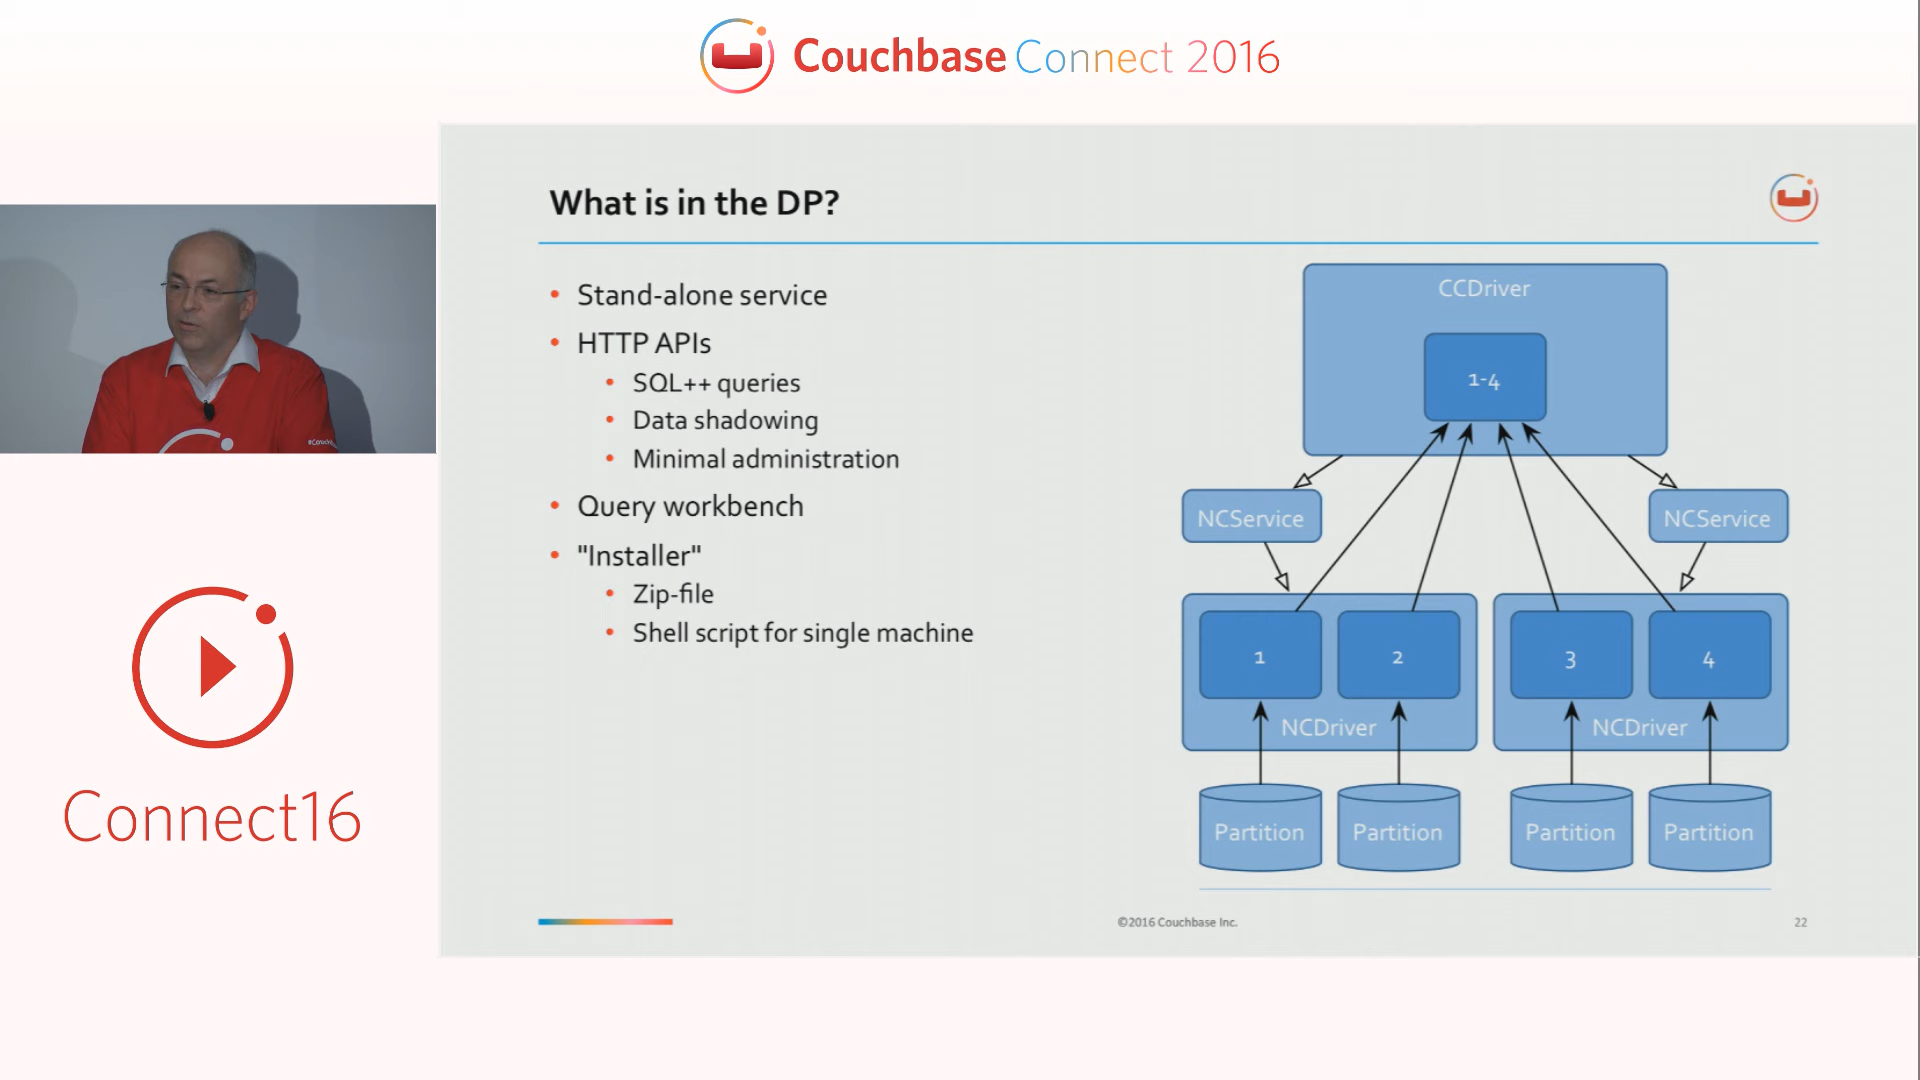 Couchbase Connect 2016
What is in the DP?
• Stand-alone service
• HTTP APIs
• SQL++ queries
• Data shadowing
• Minimal administration
• Query workbench
• "Installer"
• Zip-file
• Shell script for single machine
CCDriver
1-4
NCService
NCService
1
2
3
4
NCDriver
NCDriver
Partition
Partition
Partition
Partition
©2016 Couchbase Inc.
22
Connect16